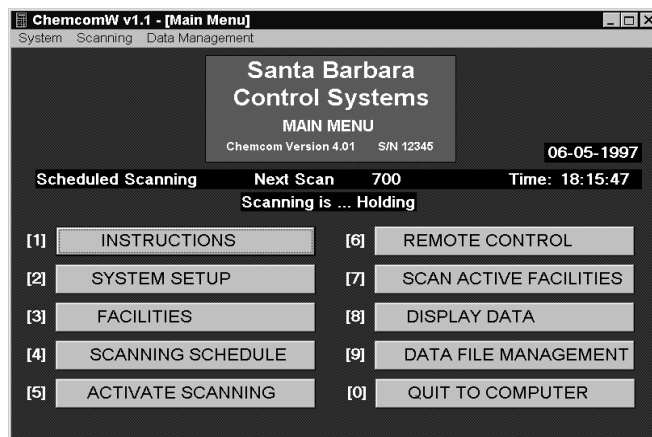 ChemcomW v1.1 - [Main Menu]
System Scanning Data Management
Santa Barbara
Control Systems
MAIN MENU
Chemcom Version 4.01 S/N 12345
06-05-1997
Scheduled Scanning Next Scan 700 Time: 18:15:47
Scanning is ... Holding
[1] INSTRUCTIONS
[2] SYSTEM SETUP
[3] FACILITIES
[4] SCANNING SCHEDULE
[5] ACTIVATE SCANNING
[6] REMOTE CONTROL
[7] SCAN ACTIVE FACILITIES
[8] DISPLAY DATA
[9] DATA FILE MANAGEMENT
[0] QUIT TO COMPUTER